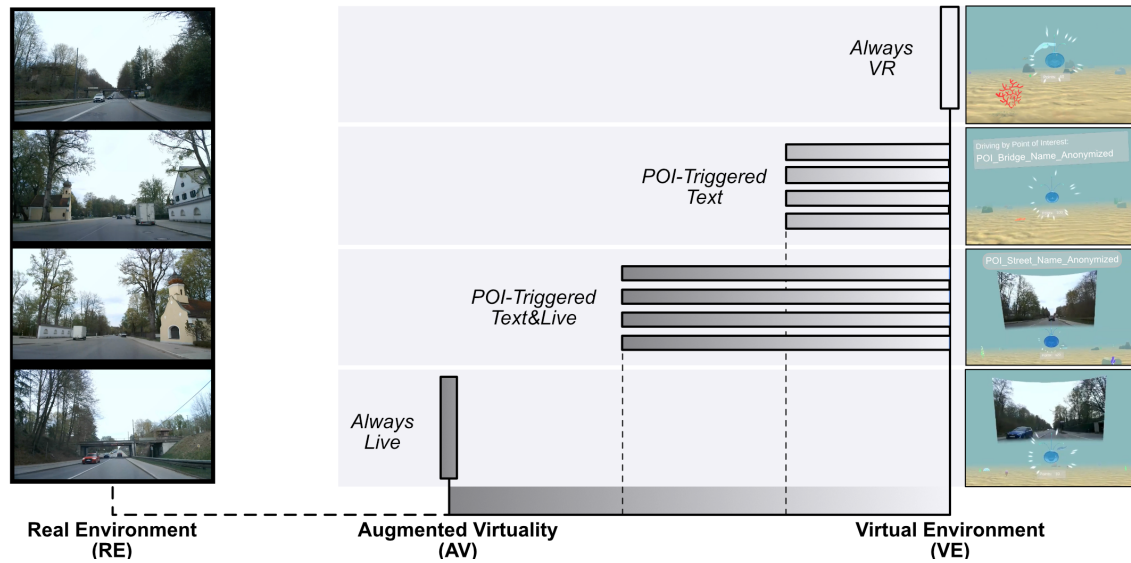 Always
VR
POI-Triggered
Text
Driving by Point of Interest:
POI_Bridge_Name_Anonymized
POI-Triggered
Text&Live
POI_Street_Name_Anonymized
Always
Live
Real Environment
(RE)
Augmented Virtuality
(AV)
Virtual Environment
(VE)